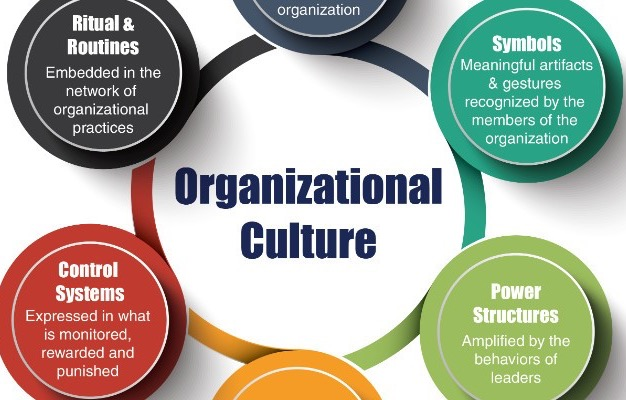 organization
Ritual &
Routines
Embedded in the
network of
organizational
practices
Symbols
Meaningful artifacts
& gestures
recognized by the
members of the
organization
Organizational
Culture
Control
Systems
Expressed in what
is monitored,
rewarded and
punished
Power
Structures
Amplified by the
behaviors of
leaders